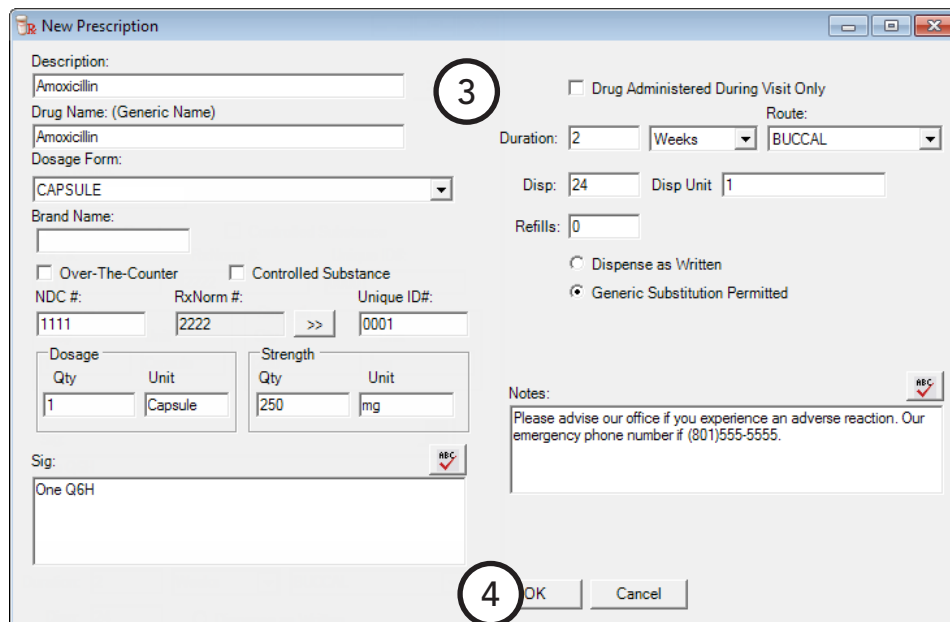 New Prescription
Description:
Amoxicillin
Drug Name: (Generic Name)
Amoxicillin
Dosage Form:
CAPSULE
Brand Name:
Over-The-Counter
Controlled Substance
NDC #:
RxNorm #:
Unique ID#:
1111
2222
>>
0001
Dosage
Qty
Unit
1
Capsule
Strength
Qty
Unit
250
mg
Sig:
ABC
One Q6H
3
Drug Administered During Visit Only
Route:
Duration:
2
Weeks
BUCCAL
Disp:
24
Disp Unit
1
Refills:
0
Dispense as Written
Generic Substitution Permitted
Notes:
ABC
Please advise our office if you experience an adverse reaction. Our
emergency phone number if (801)555-5555.
4
OK
Cancel